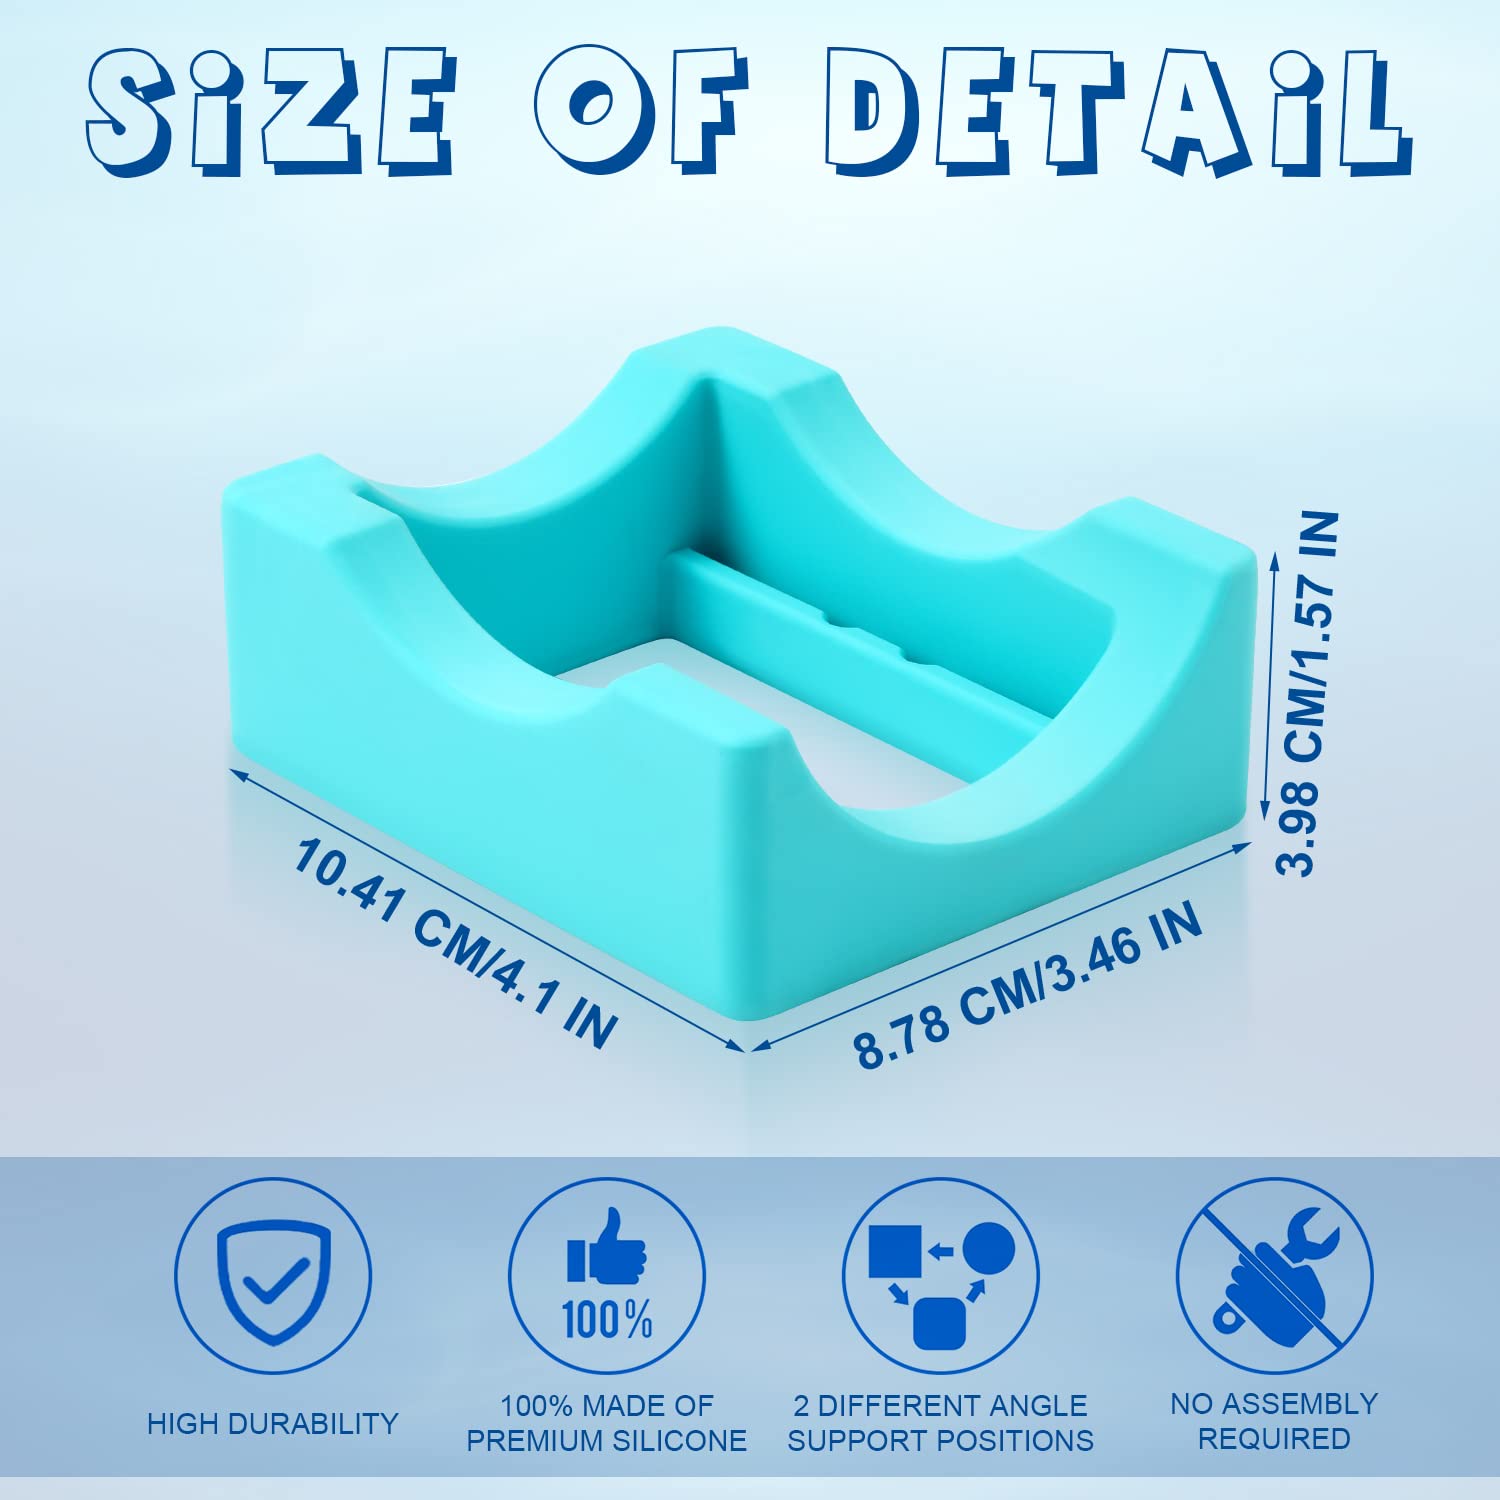 SiZE OF DETAiL
3.98 CM/1.57 IN
10.41 CM/4.1 IN
8.78 CM/3.46 IN
100%
HIGH DURABILITY
100% MADE OF
PREMIUM SILICONE
2 DIFFERENT ANGLE
SUPPORT POSITIONS
NO ASSEMBLY
REQUIRED